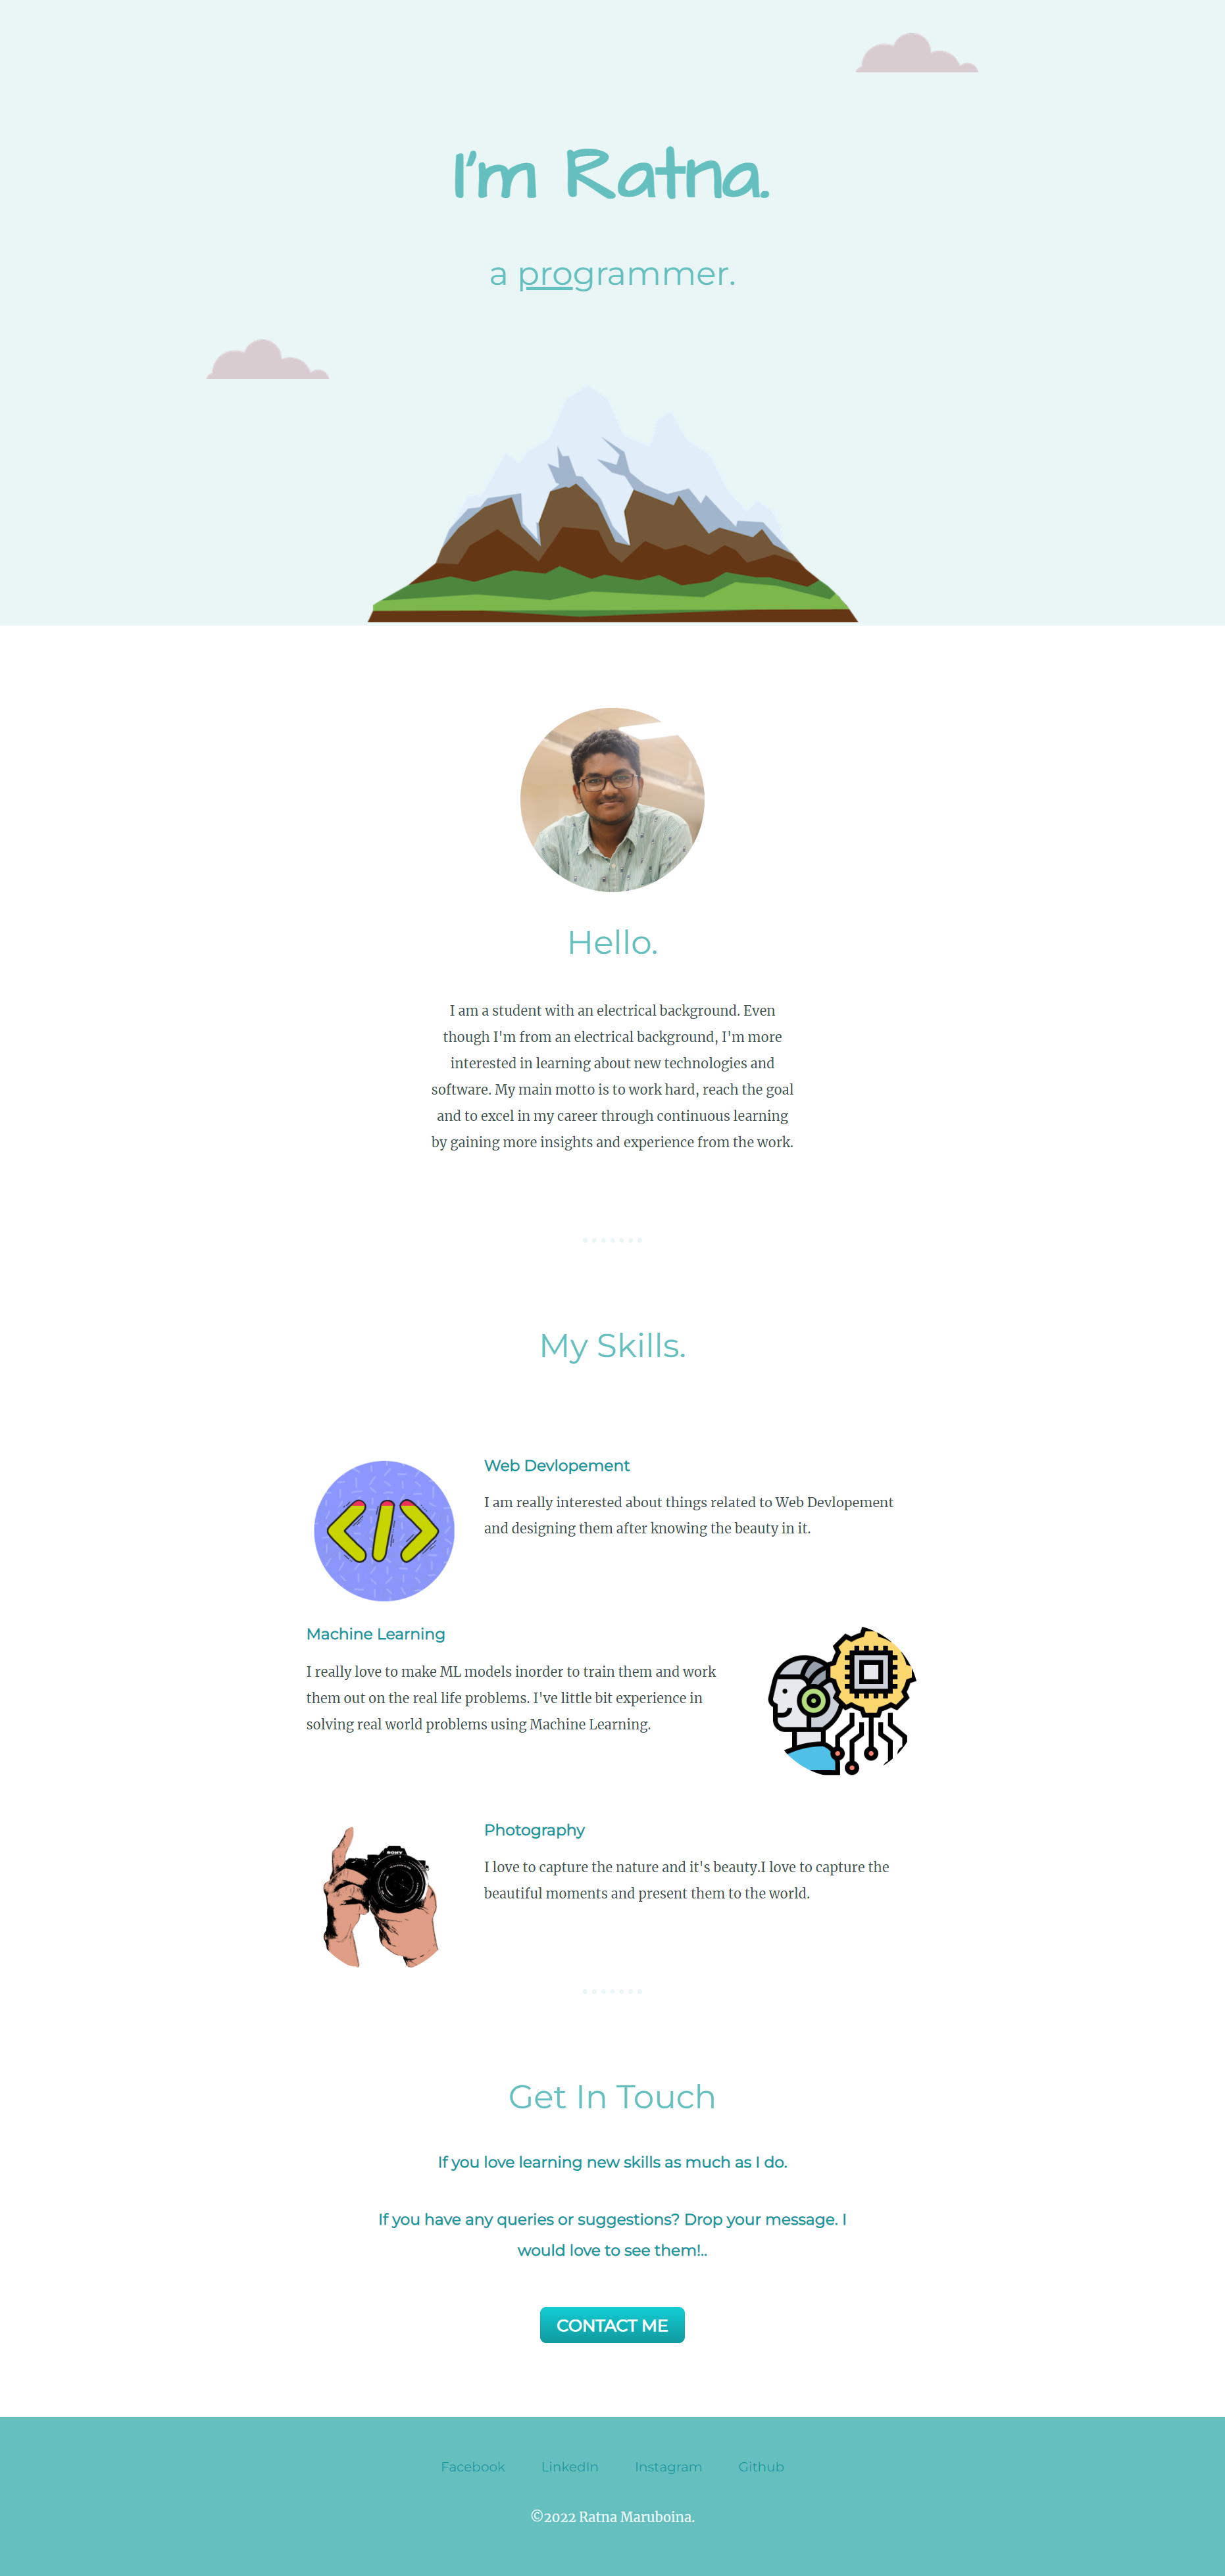 I'm Ratna.
a programmer.
Hello.
I am a student with an electrical background. Even
though I'm from an electrical background, I'm more
interested in learning about new technologies and
software. My main motto is to work hard, reach the goal
and to excel in my career through continuous learning
by gaining more insights and experience from the work.
My Skills.
Web Devlopement
I am really interested about things related to Web Devlopement
and designing them after knowing the beauty in it.
Machine Learning
I really love to make ML models inorder to train them and work
them out on the real life problems. I've little bit experience in
solving real world problems using Machine Learning.
SONY
Photography
I love to capture the nature and it's beauty.I love to capture the
beautiful moments and present them to the world.
Get In Touch
If you love learning new skills as much as I do.
If you have any queries or suggestions? Drop your message. I
would love to see them!..
CONTACT ME
Facebook LinkedIn Instagram Github
©2022 Ratna Maruboina.